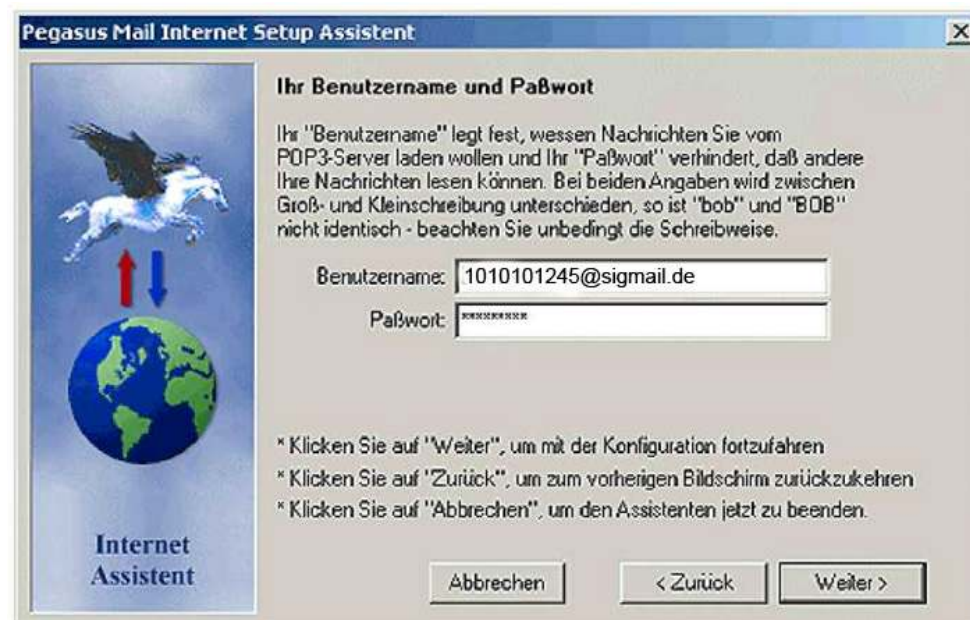 Pegasus Mail Internet Setup Assistent
Ihr Benutzername und Paßwort
Ihr "Benutzername" legt fest, wessen Nachrichten Sie vom
POP3-Server laden wollen und Ihr "Paßwort" verhindert, daß andere
Ihre Nachrichten lesen können. Bei beiden Angaben wird zwischen
Groß- und Kleinschreibung unterschieden, so ist "bob" und "BOB"
nicht identisch - beachten Sie unbedingt die Schreibweise.
Benutzername: 1010101245@sigmail.de
Paßwort: *********
* Klicken Sie auf "Weiter", um mit der Konfiguration fortzufahren
* Klicken Sie auf "Zurück", um zum vorherigen Bildschirm zurückzukehren
* Klicken Sie auf "Abbrechen", um den Assistenten jetzt zu beenden.
Internet
Assistent
Abbrechen < Zurück Weiter >